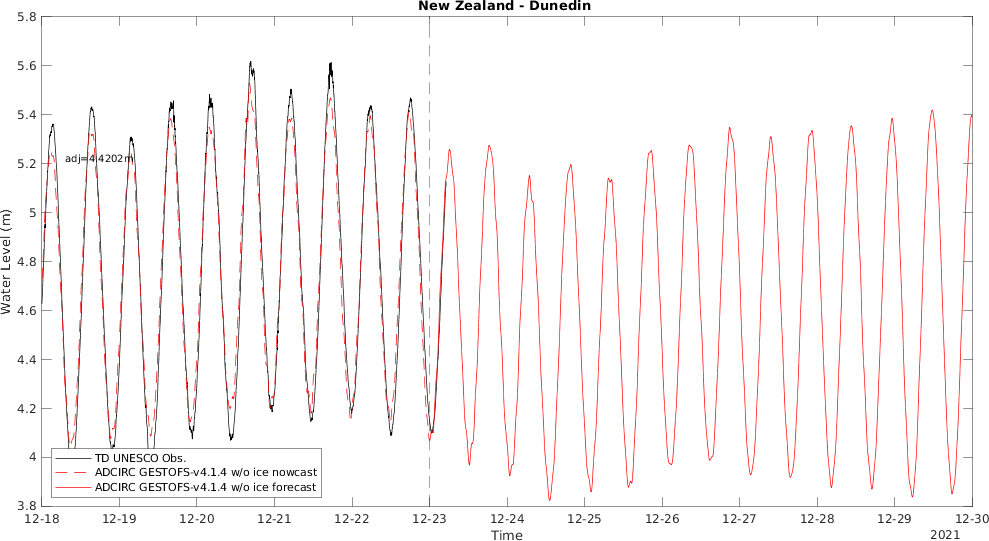 New Zealand - Dunedin
5.8
5.6
5.4
5.2
5
4.8
4.6
4.4
4.2
4
3.8
Water Level (m)
adj=4.4202m
TD UNESCO Obs.
ADCIRC GESTOFS-v4.1.4 w/o ice nowcast
ADCIRC GESTOFS-v4.1.4 w/o ice forecast
12-18 12-19 12-20 12-21 12-22 12-23 12-24 12-25 12-26 12-27 12-28 12-29 12-30
Time
2021